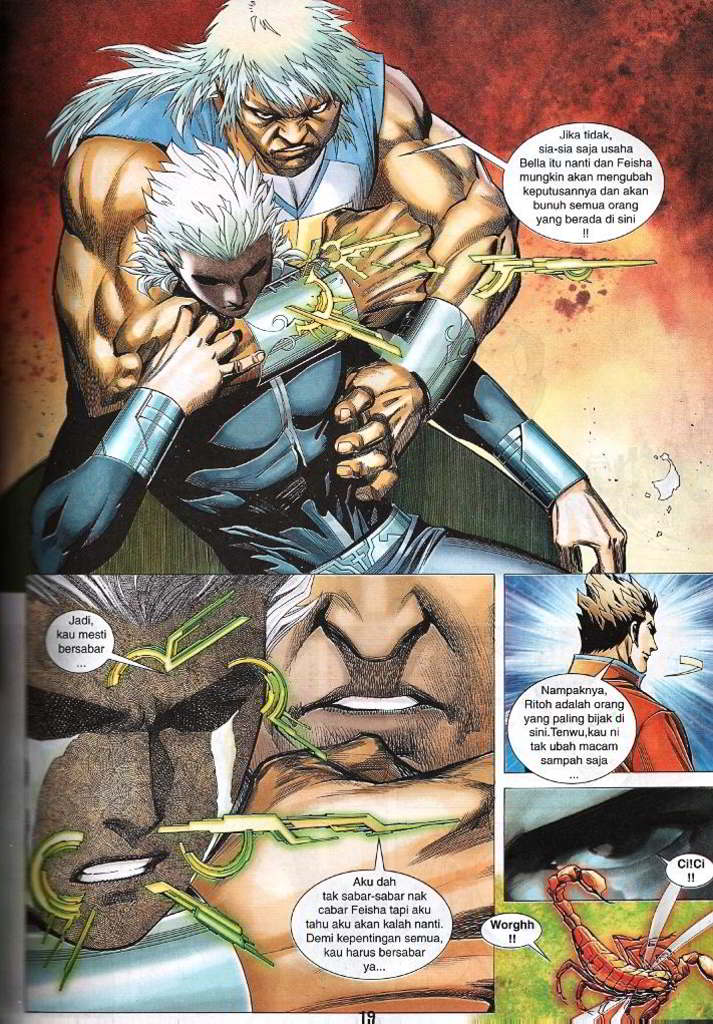 Jika tidak,
sia-sia saja usaha
Bella itu nanti dan Feisha
mungkin akan mengubah
keputusannya dan akan
bunuh semua orang
yang berada di sini
!!
Jadi,
kau mesti
bersabar
...
Aku dah
tak sabar-sabar nak
cabar Feisha tapi aku
tahu aku akan kalah nanti.
Demi kepentingan semua,
kau harus bersabar
ya...
Nampaknya,
Ritoh adalah orang
yang paling bijak di
sini.Tenwu,kau ni
tak ubah macam
sampah saja
...
Ci!Ci
!!
Worghh
!!
19